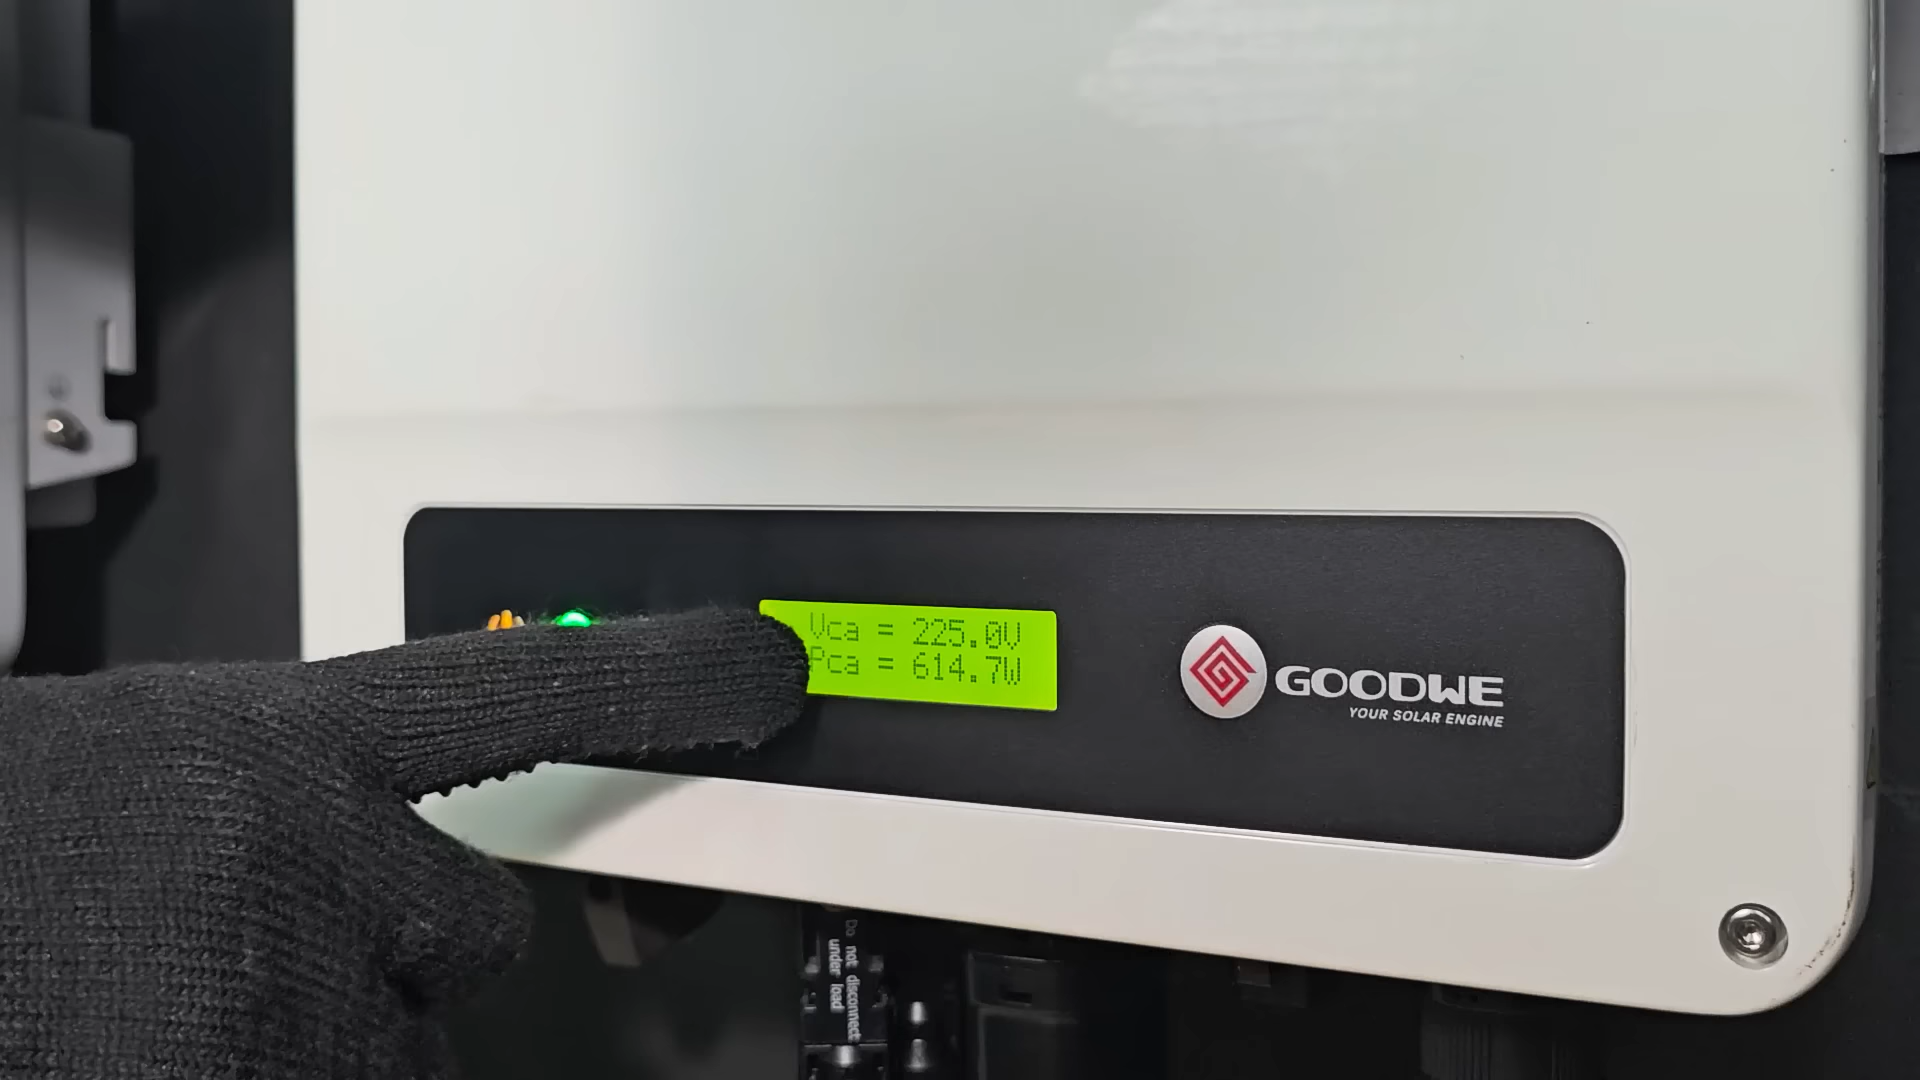 Vca = 225.0V
Pca = 614.7W
GOODWE
YOUR SOLAR ENGINE
Do not disconnect
under load